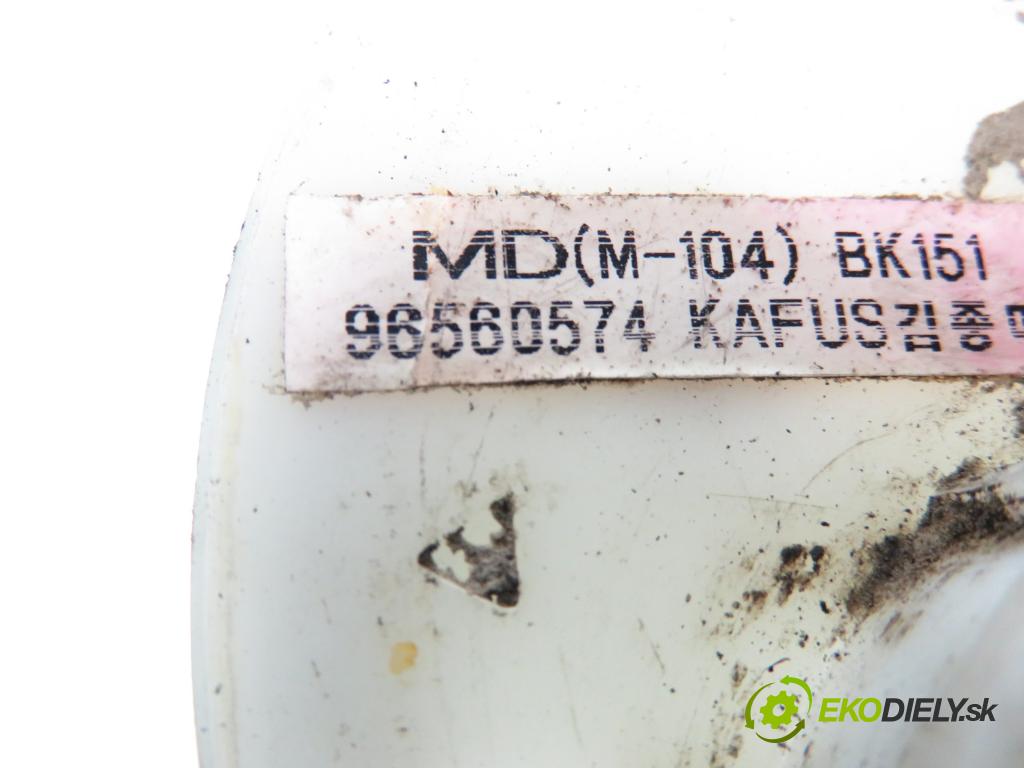 MD(M-104) BK151
96560574 KAFUS김종
EKODIELY.sk